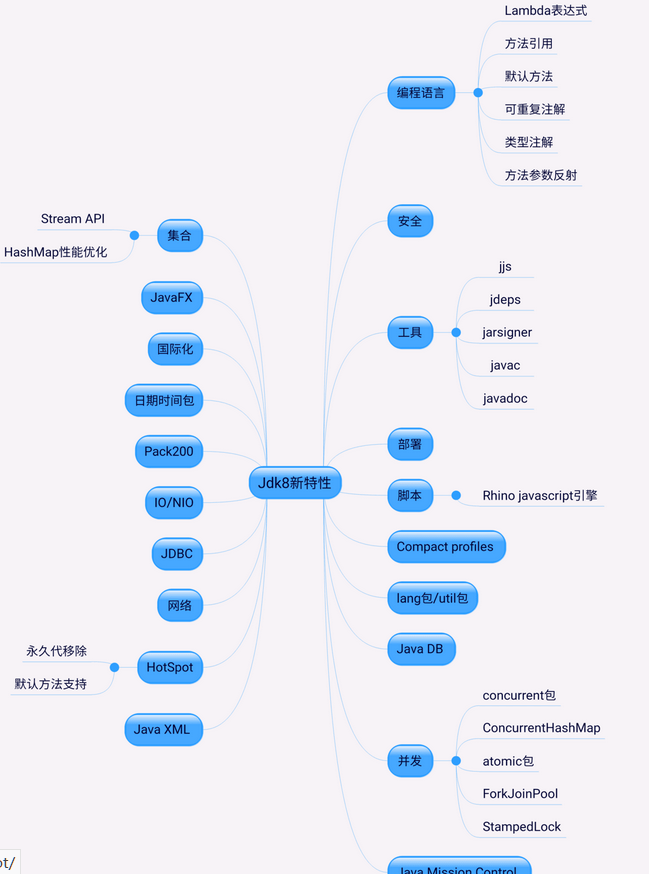 Jdk8新特性
编程语言
Lambda表达式
方法引用
默认方法
可重复注解
类型注解
方法参数反射
安全
工具
jjs
jdeps
jarsigner
javac
javadoc
部署
脚本
Rhino javascript引擎
Compact profiles
lang包/util包
Java DB
并发
concurrent包
ConcurrentHashMap
atomic包
ForkJoinPool
StampedLock
Java Mission Control
集合
Stream API
HashMap性能优化
JavaFX
国际化
日期时间包
Pack200
IO/NIO
JDBC
网络
HotSpot
永久代移除
默认方法支持
Java XML
ot/